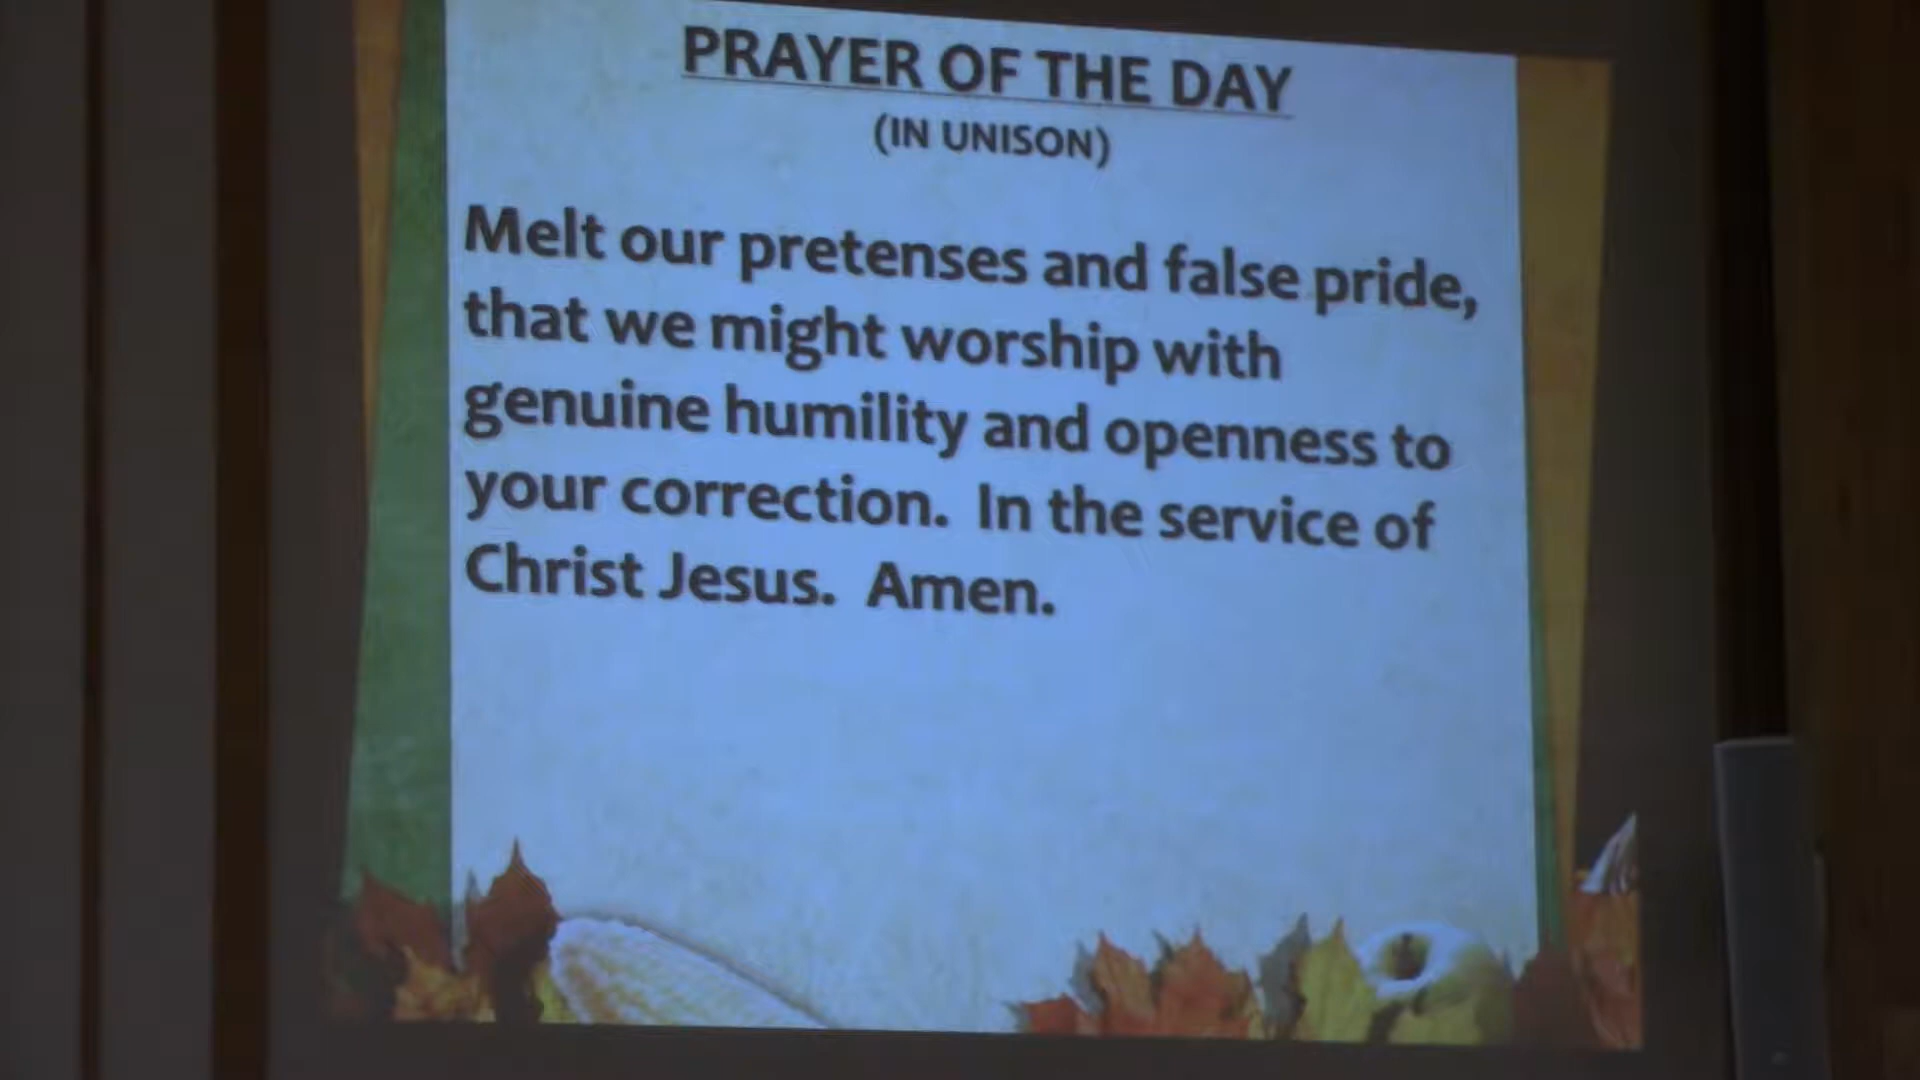 PRAYER OF THE DAY
(IN UNISON)
Melt our pretenses and false pride,
that we might worship with
genuine humility and openness to
your correction.  In the service of
Christ Jesus.  Amen.